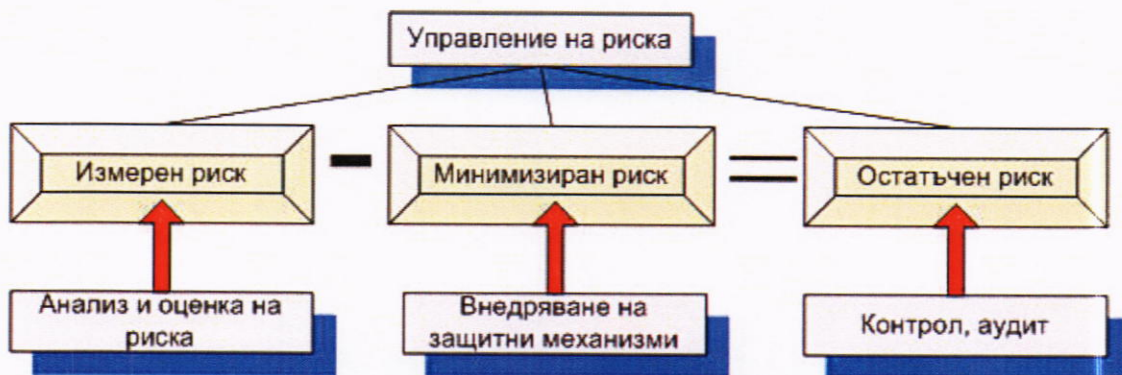 Управление на риска
Измерен риск
Минимизиран риск
Остатъчен риск
Анализ и оценка на
риска
Внедряване на
защитни механизми
Контрол, аудит